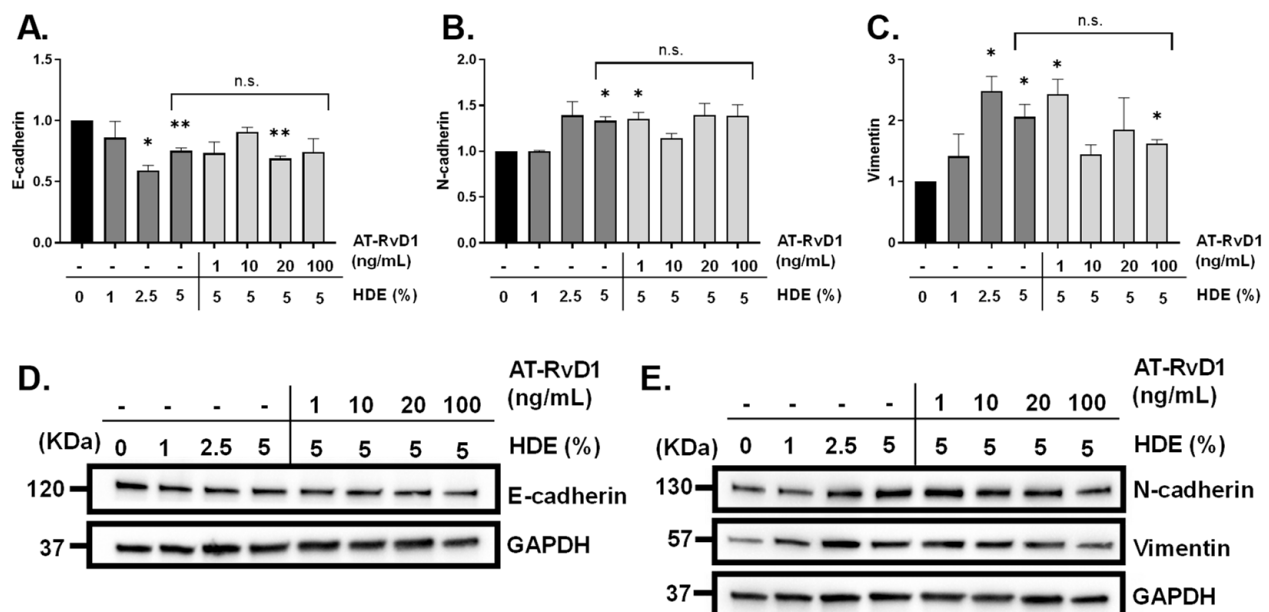 A.
n.s.
1.5
1.0
0.5
0.0
E-cadherin
* ** **
AT-RvD1
(ng/mL)
- - - - 1 10 20 100
0 1 2.5 5 5 5 5 5 HDE (%)
B.
n.s.
2.0
1.5
1.0
0.5
0.0
N-cadherin
* *
AT-RvD1
(ng/mL)
- - - - 1 10 20 100
0 1 2.5 5 5 5 5 5 HDE (%)
C.
n.s.
3
2
1
0
Vimentin
* * * *
AT-RvD1
(ng/mL)
- - - - 1 10 20 100
0 1 2.5 5 5 5 5 5 HDE (%)
D.
AT-RvD1
(ng/mL)
- - - - 1 10 20 100
(KDa) 0 1 2.5 5 5 5 5 5 HDE (%)
120 E-cadherin
37 GAPDH
E.
AT-RvD1
(ng/mL)
- - - - 1 10 20 100
(KDa) 0 1 2.5 5 5 5 5 5 HDE (%)
130 N-cadherin
57 Vimentin
37 GAPDH